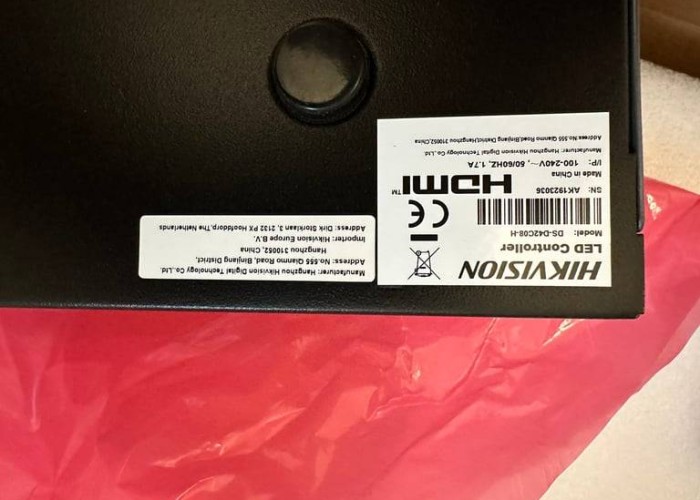 HIKVISION
LED Controller
Model: DS-D42C08-H
SN: AK1923036
Made in China
HDMI™
I/P: 100-240V, ~, 50/60HZ, 1.7A
Manufacturer: Hangzhou Hikvision Digital Technology Co.,Ltd.
Address:No.555 Qianmo Road,Binjiang District,Hangzhou 310052,China
CE
Manufacturer: Hangzhou Hikvision Digital Technology Co.,Ltd.
Address: No.555 Qianmo Road, Binjiang District,
Hangzhou 310052, China
Importer: Hikvision Europe B.V.
Address: Dirk Storklaan 3, 2132 PX Hoofddorp, The Netherlands